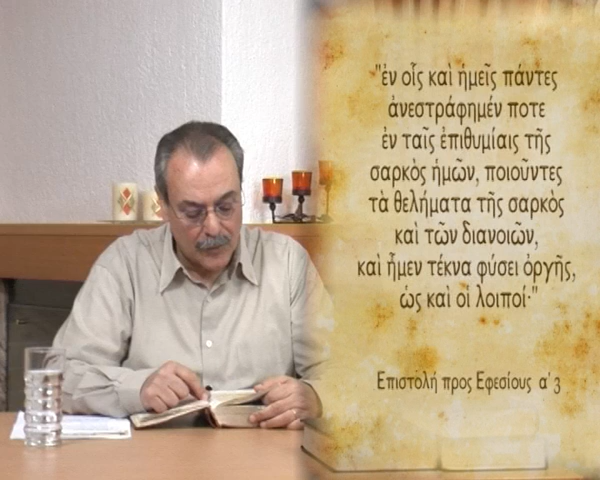 "ἐν οἷς καὶ ἡμεῖς πάντες
ἀνεστράφημέν ποτε
ἐν ταῖς ἐπιθυμίαις τῆς
σαρκὸς ἡμῶν, ποιοῦντες
τὰ θελήματα τῆς σαρκὸς
καὶ τῶν διανοιῶν,
καὶ ἦμεν τέκνα φύσει ὀργῆς,
ὡς καὶ οἱ λοιποί·"
Επιστολή προς Εφεσίους α' 3